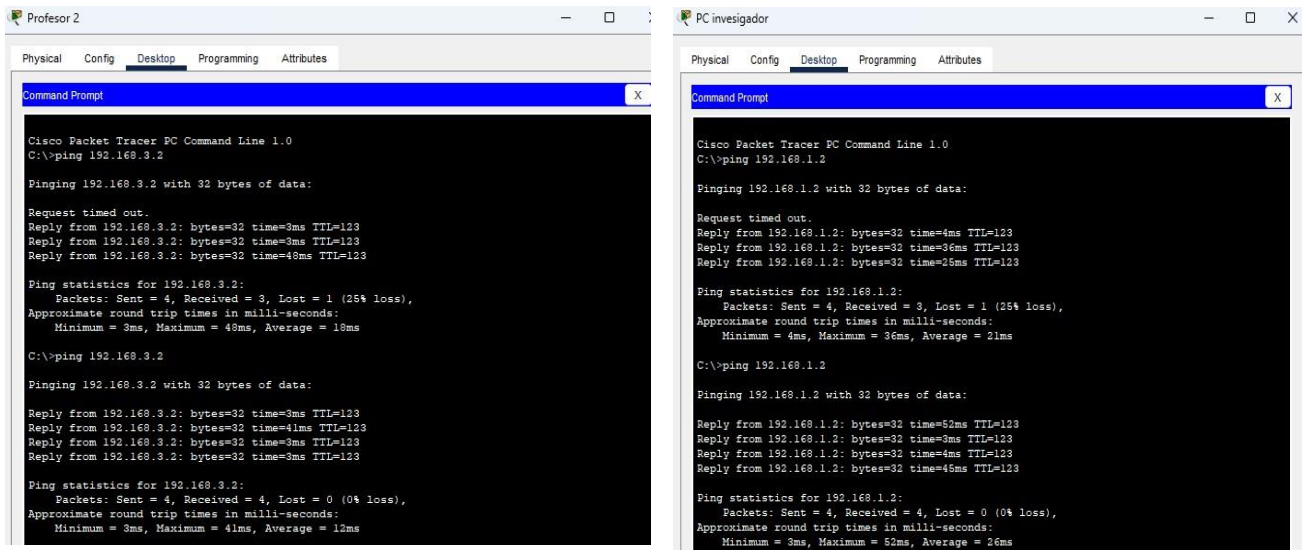 Profesor 2
Physical Config Desktop Programming Attributes
Command Prompt
X
Cisco Packet Tracer PC Command Line 1.0
C:\>ping 192.168.3.2
Pinging 192.168.3.2 with 32 bytes of data:
Request timed out.
Reply from 192.168.3.2: bytes=32 time=3ms TTL=123
Reply from 192.168.3.2: bytes=32 time=3ms TTL=123
Reply from 192.168.3.2: bytes=32 time=48ms TTL=123
Ping statistics for 192.168.3.2:
Packets: Sent = 4, Received = 3, Lost = 1 (25% loss),
Approximate round trip times in milli-seconds:
Minimum = 3ms, Maximum = 48ms, Average = 18ms
C:\>ping 192.168.3.2
Pinging 192.168.3.2 with 32 bytes of data:
Reply from 192.168.3.2: bytes=32 time=3ms TTL=123
Reply from 192.168.3.2: bytes=32 time=41ms TTL=123
Reply from 192.168.3.2: bytes=32 time=3ms TTL=123
Reply from 192.168.3.2: bytes=32 time=3ms TTL=123
Ping statistics for 192.168.3.2:
Packets: Sent = 4, Received = 4, Lost = 0 (0% loss),
Approximate round trip times in milli-seconds:
Minimum = 3ms, Maximum = 41ms, Average = 12ms
PC invesigador
Physical Config Desktop Programming Attributes
Command Prompt
X
Cisco Packet Tracer PC Command Line 1.0
C:\>ping 192.168.1.2
Pinging 192.168.1.2 with 32 bytes of data:
Request timed out.
Reply from 192.168.1.2: bytes=32 time=4ms TTL=123
Reply from 192.168.1.2: bytes=32 time=36ms TTL=123
Reply from 192.168.1.2: bytes=32 time=25ms TTL=123
Ping statistics for 192.168.1.2:
Packets: Sent = 4, Received = 3, Lost = 1 (25% loss),
Approximate round trip times in milli-seconds:
Minimum = 4ms, Maximum = 36ms, Average = 21ms
C:\>ping 192.168.1.2
Pinging 192.168.1.2 with 32 bytes of data:
Reply from 192.168.1.2: bytes=32 time=52ms TTL=123
Reply from 192.168.1.2: bytes=32 time=3ms TTL=123
Reply from 192.168.1.2: bytes=32 time=4ms TTL=123
Reply from 192.168.1.2: bytes=32 time=45ms TTL=123
Ping statistics for 192.168.1.2:
Packets: Sent = 4, Received = 4, Lost = 0 (0% loss),
Approximate round trip times in milli-seconds:
Minimum = 3ms, Maximum = 52ms, Average = 26ms